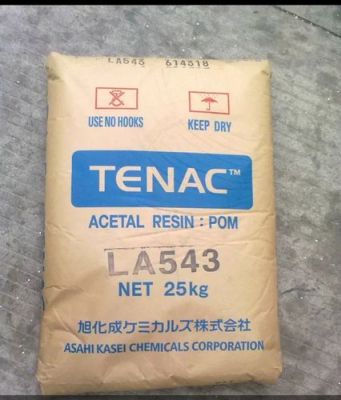 LA543 614318
USE NO HOOKS KEEP DRY
TENAC™
ACETAL RESIN : POM
LA543
NET 25kg
旭化成ケミカルズ株式会社
ASAHI KASEI CHEMICALS CORPORATION